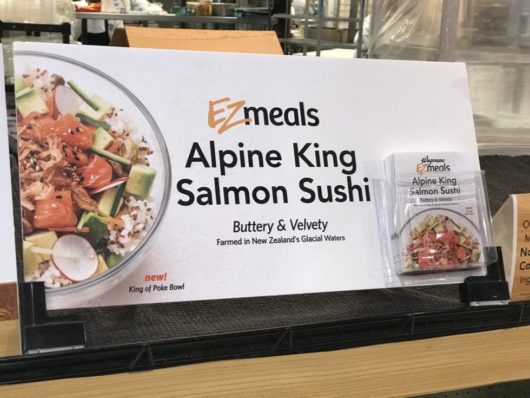 EZmeals
Alpine King
Salmon Sushi
Buttery & Velvety
Farmed in New Zealand's Glacial Waters
new!
King of Poke Bowl
Wegmans
EZmeals
Alpine King
Salmon Sushi
Buttery & Velvety